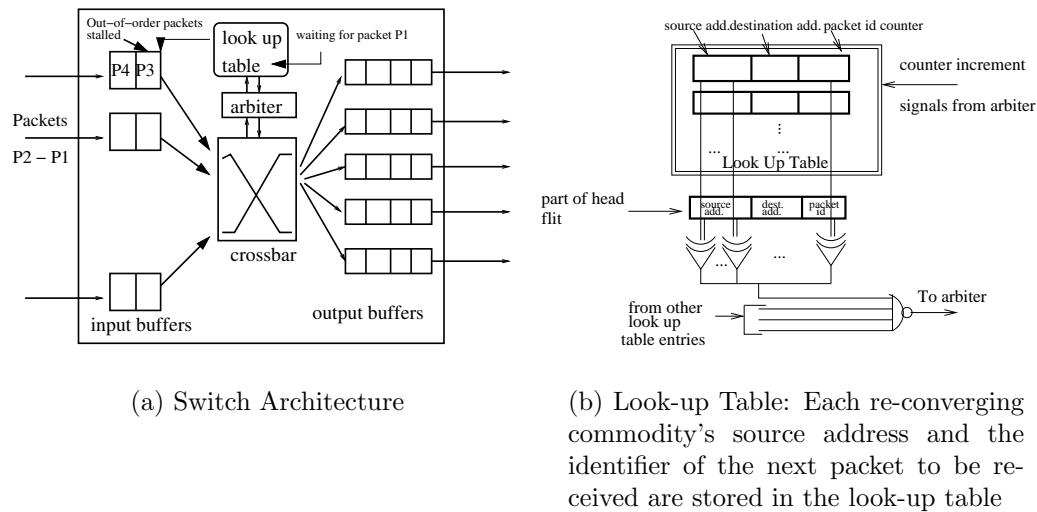 Out−of−order packets
stalled
look up
table
waiting for packet P1
P4 P3
arbiter
Packets
P2 − P1
crossbar
input buffers
output buffers
(a) Switch Architecture
source add.destination add. packet id counter
counter increment
signals from arbiter
...
...
...
Look Up Table
part of head
flit
source
add.
dest.
add.
packet
id
...
...
To arbiter
from other
look up
table entries
(b) Look-up Table: Each re-converging
commodity's source address and the
identifier of the next packet to be re-
ceived are stored in the look-up table